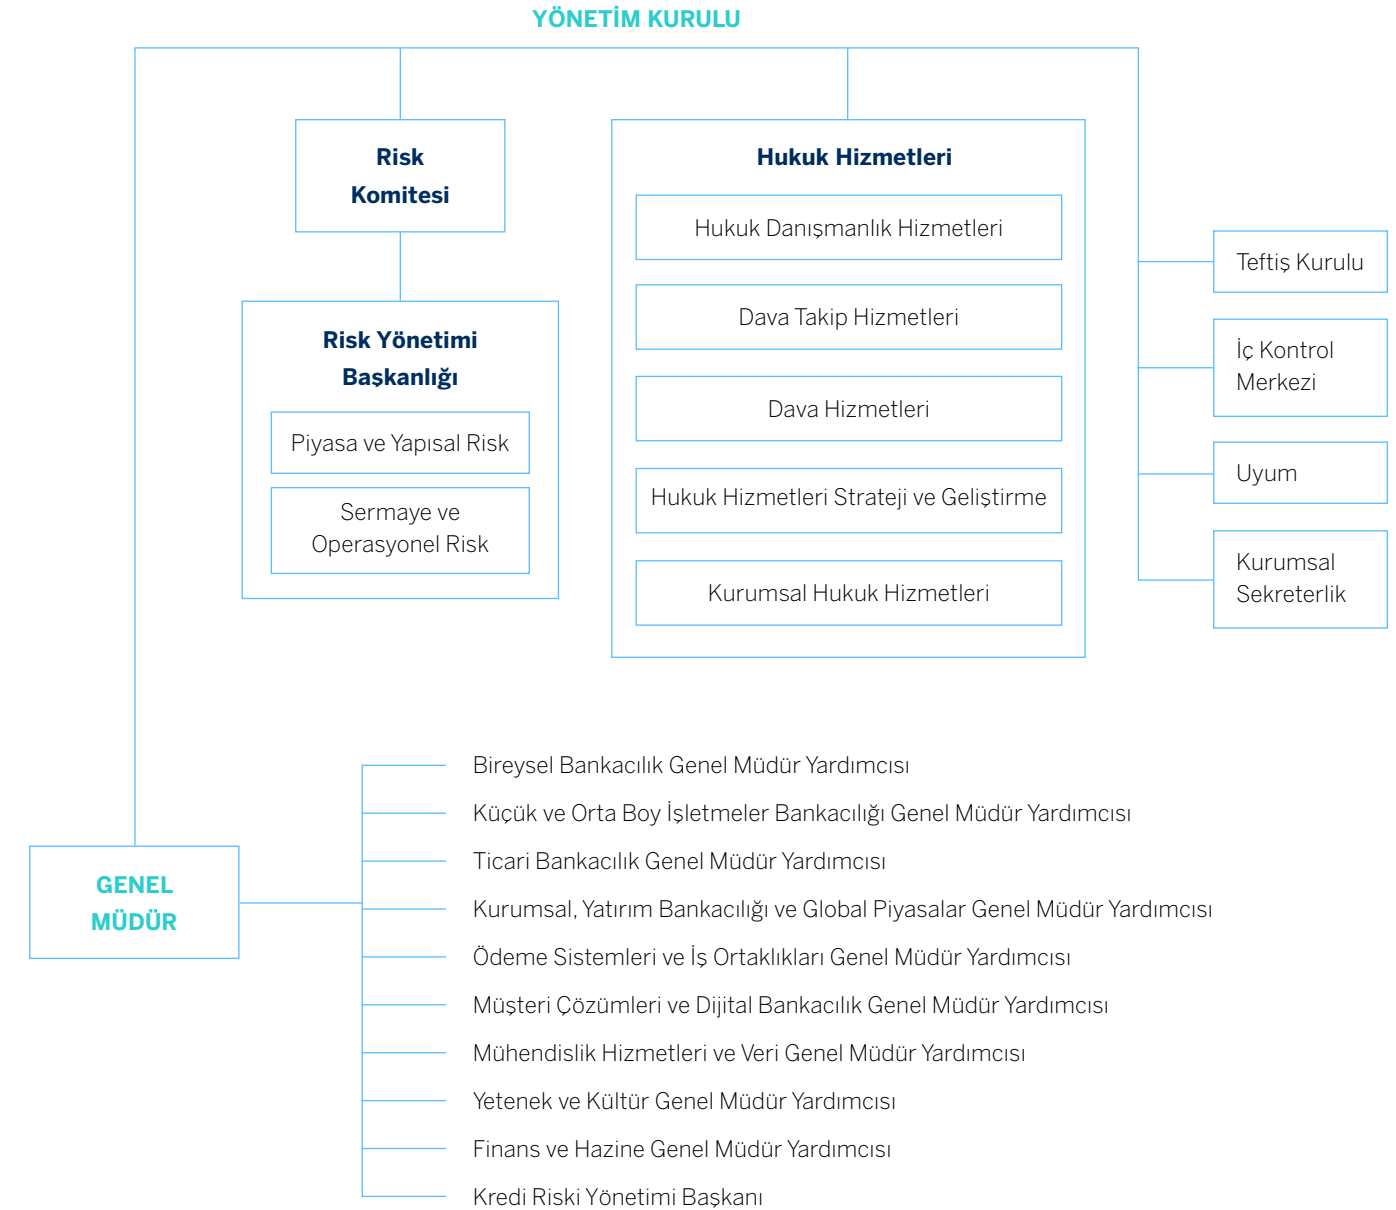 YÖNETİM KURULU
Risk
Komitesi
Risk Yönetimi
Başkanlığı
Piyasa ve Yapısal Risk
Sermaye ve
Operasyonel Risk
Hukuk Hizmetleri
Hukuk Danışmanlık Hizmetleri
Dava Takip Hizmetleri
Dava Hizmetleri
Hukuk Hizmetleri Strateji ve Geliştirme
Kurumsal Hukuk Hizmetleri
Teftiş Kurulu
İç Kontrol
Merkezi
Uyum
Kurumsal
Sekreterlik
GENEL
MÜDÜR
Bireysel Bankacılık Genel Müdür Yardımcısı
Küçük ve Orta Boy İşletmeler Bankacılığı Genel Müdür Yardımcısı
Ticari Bankacılık Genel Müdür Yardımcısı
Kurumsal, Yatırım Bankacılığı ve Global Piyasalar Genel Müdür Yardımcısı
Ödeme Sistemleri ve İş Ortaklıkları Genel Müdür Yardımcısı
Müşteri Çözümleri ve Dijital Bankacılık Genel Müdür Yardımcısı
Mühendislik Hizmetleri ve Veri Genel Müdür Yardımcısı
Yetenek ve Kültür Genel Müdür Yardımcısı
Finans ve Hazine Genel Müdür Yardımcısı
Kredi Riski Yönetimi Başkanı